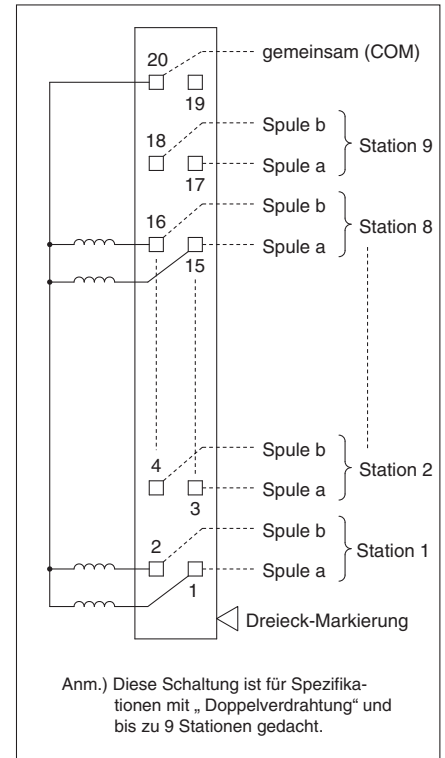 20
gemeinsam (COM)
19
18
Spule b
Spule a
Station 9
17
16
Spule b
Spule a
Station 8
15
4
Spule b
Spule a
Station 2
3
2
Spule b
Spule a
Station 1
1
Dreieck-Markierung
Anm.) Diese Schaltung ist für Spezifika-
tionen mit „ Doppelverdrahtung“ und
bis zu 9 Stationen gedacht.